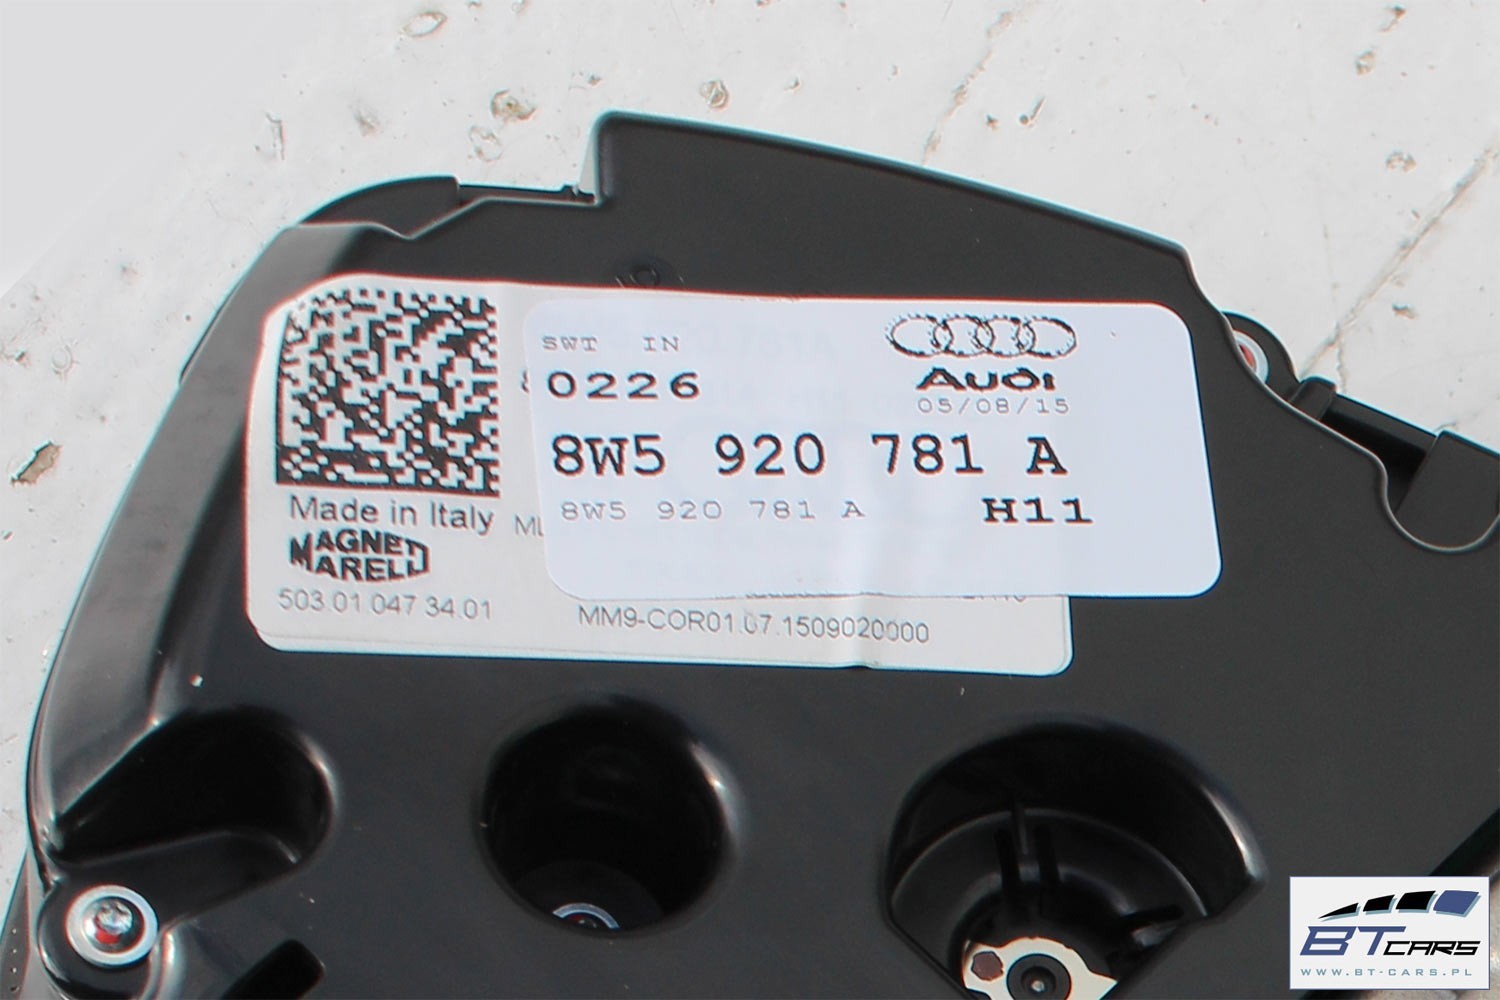 SWT IN
0226
Audi
05/08/15
8W5 920 781 A
8W5 920 781 A H11
Made in Italy
MAGNETI
MARELLI
503.01.047 34.01
MM9-COR01.07.1509020000
BT CARS
WWW.BT-CARS.PL